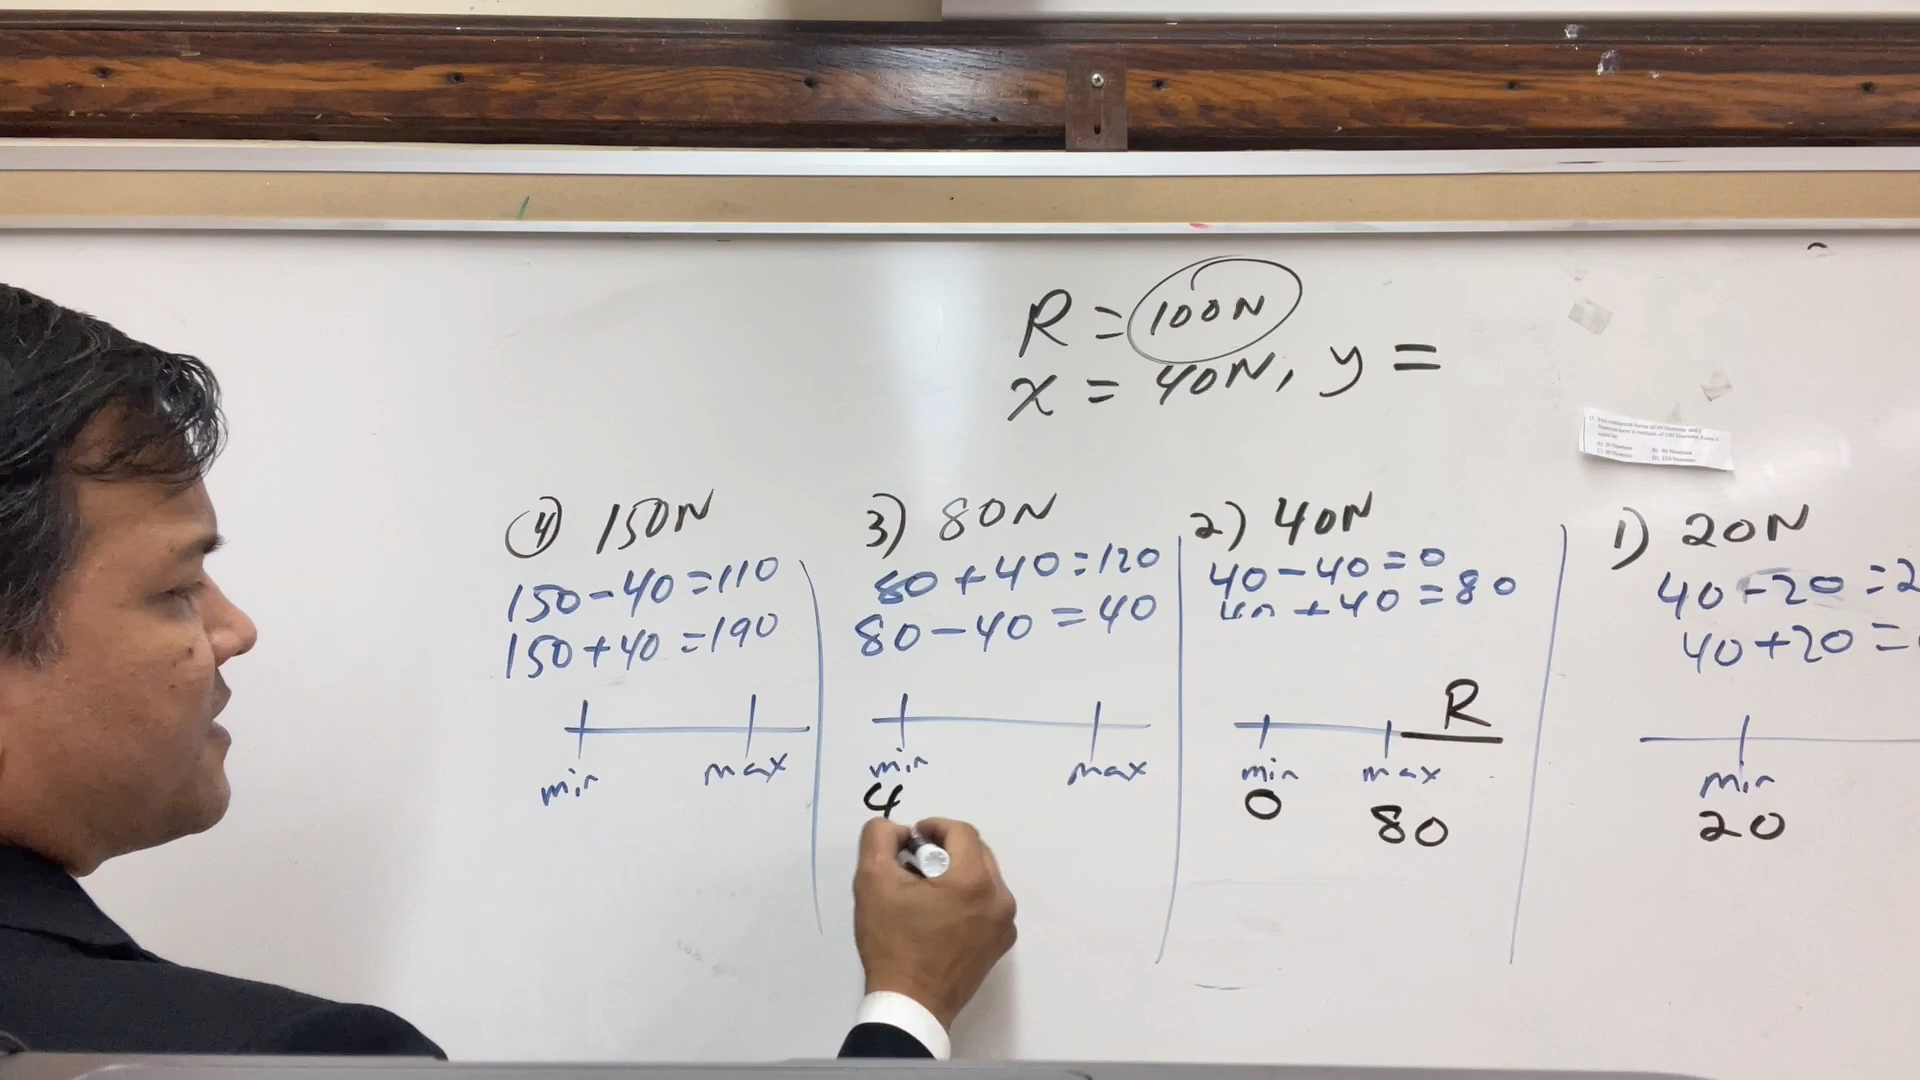 R = 100N
x = 40N, y =
4) 150N
150-40=110
150+40=190
min max
3) 80N
80+40=120
80-40=40
min max
4
2) 40N
40-40=0
40+40=80
R
min max
0 80
1) 20N
40-20=2
40+20=
min
20